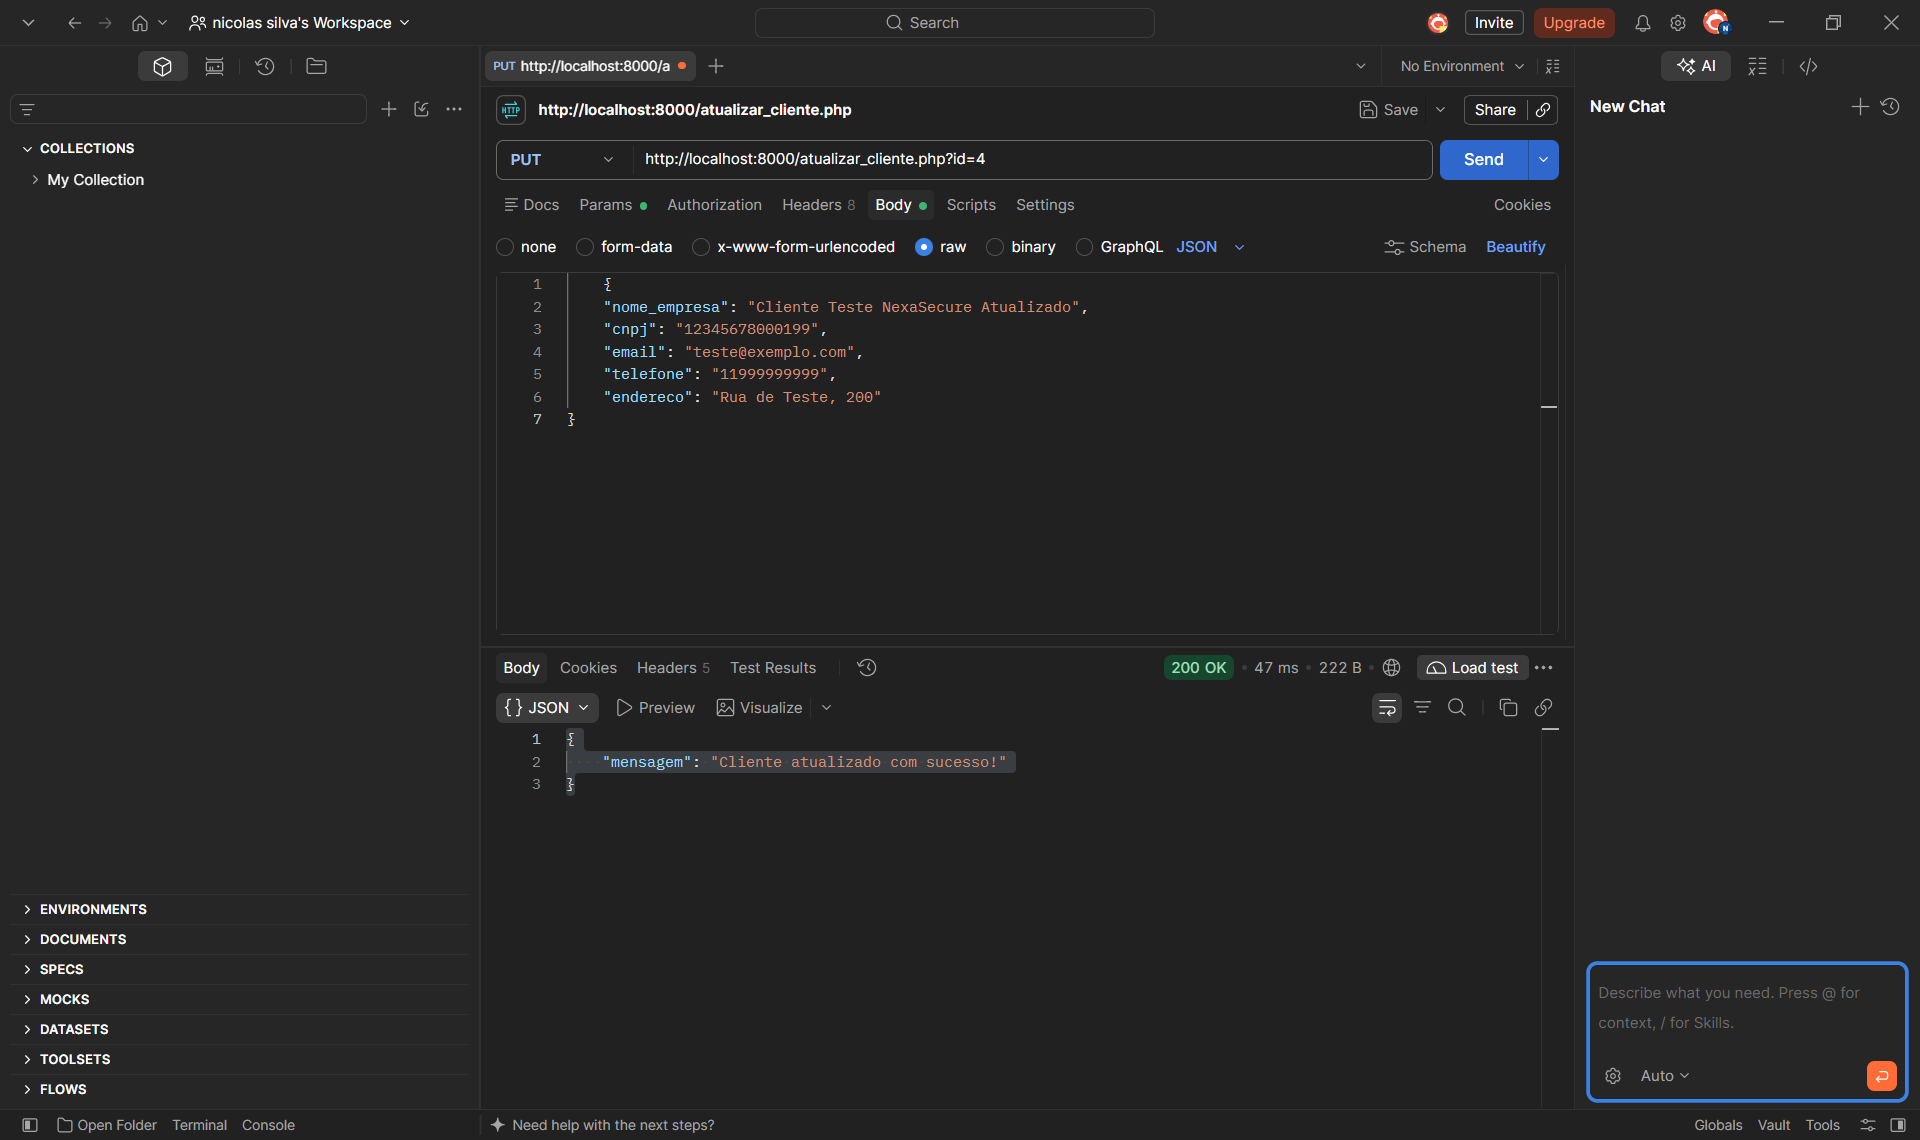 nicolas silva's Workspace
Search
Invite
Upgrade
N
PUT http://localhost:8000/a
No Environment
AI
HTTP http://localhost:8000/atualizar_cliente.php
Save
Share
New Chat
COLLECTIONS
My Collection
PUT
http://localhost:8000/atualizar_cliente.php?id=4
Send
Docs
Params
Authorization
Headers 8
Body
Scripts
Settings
Cookies
none
form-data
x-www-form-urlencoded
raw
binary
GraphQL
JSON
Schema
Beautify
1 {
2 "nome_empresa": "Cliente Teste NexaSecure Atualizado",
3 "cnpj": "12345678000199",
4 "email": "teste@exemplo.com",
5 "telefone": "11999999999",
6 "endereco": "Rua de Teste, 200"
7 }
Body
Cookies
Headers 5
Test Results
200 OK • 47 ms • 222 B
Load test
{} JSON
Preview
Visualize
1 {
2 "mensagem": "Cliente atualizado com sucesso!"
3 }
ENVIRONMENTS
DOCUMENTS
SPECS
MOCKS
DATASETS
TOOLSETS
FLOWS
Describe what you need. Press @ for
context, / for Skills.
Auto
Open Folder
Terminal
Console
Need help with the next steps?
Globals
Vault
Tools